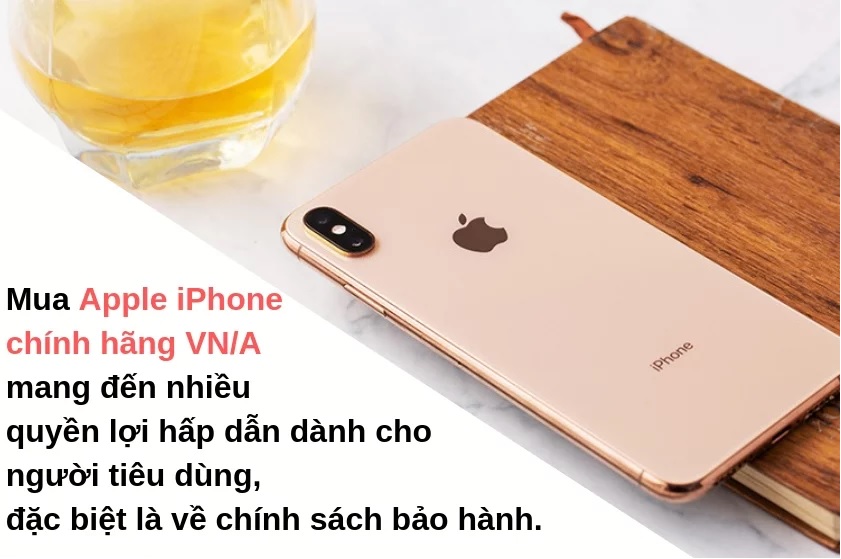 Mua Apple iPhone
chính hãng VN/A
mang đến nhiều
quyền lợi hấp dẫn dành cho
người tiêu dùng,
đặc biệt là về chính sách bảo hành.
iPhone